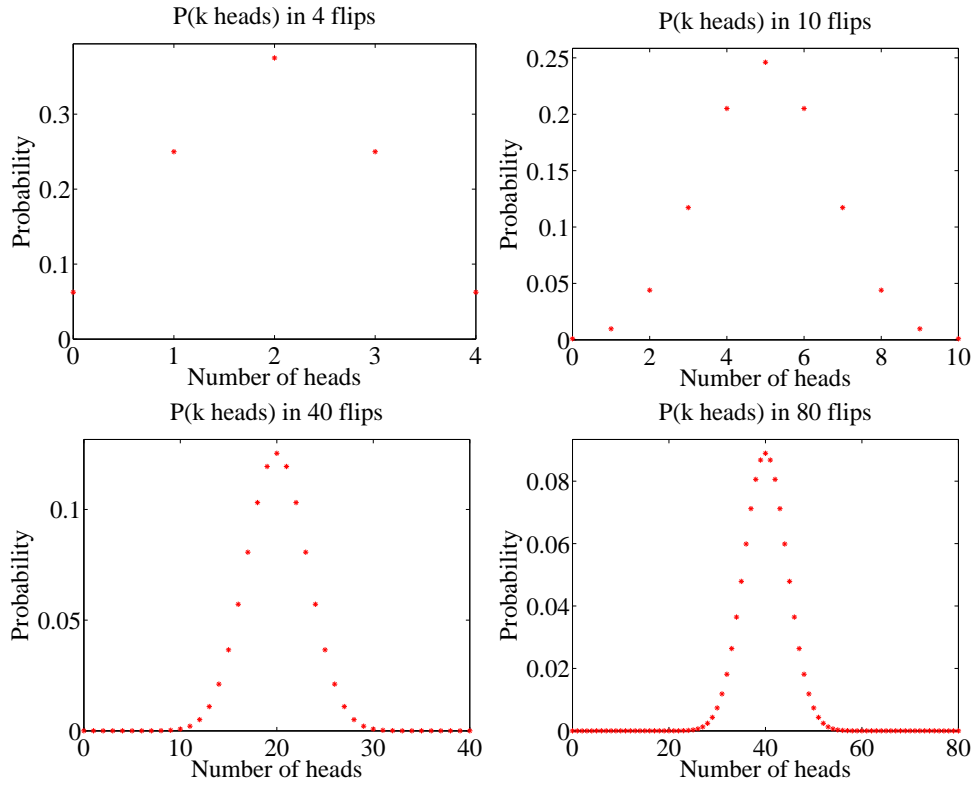 P(k heads) in 4 flips
0.3
0.2
0.1
0
Probability
0 1 2 3 4
Number of heads
P(k heads) in 10 flips
0.25
0.2
0.15
0.1
0.05
0
Probability
0 2 4 6 8 10
Number of heads
P(k heads) in 40 flips
0.1
0.05
0
Probability
0 10 20 30 40
Number of heads
P(k heads) in 80 flips
0.08
0.06
0.04
0.02
0
Probability
0 20 40 60 80
Number of heads